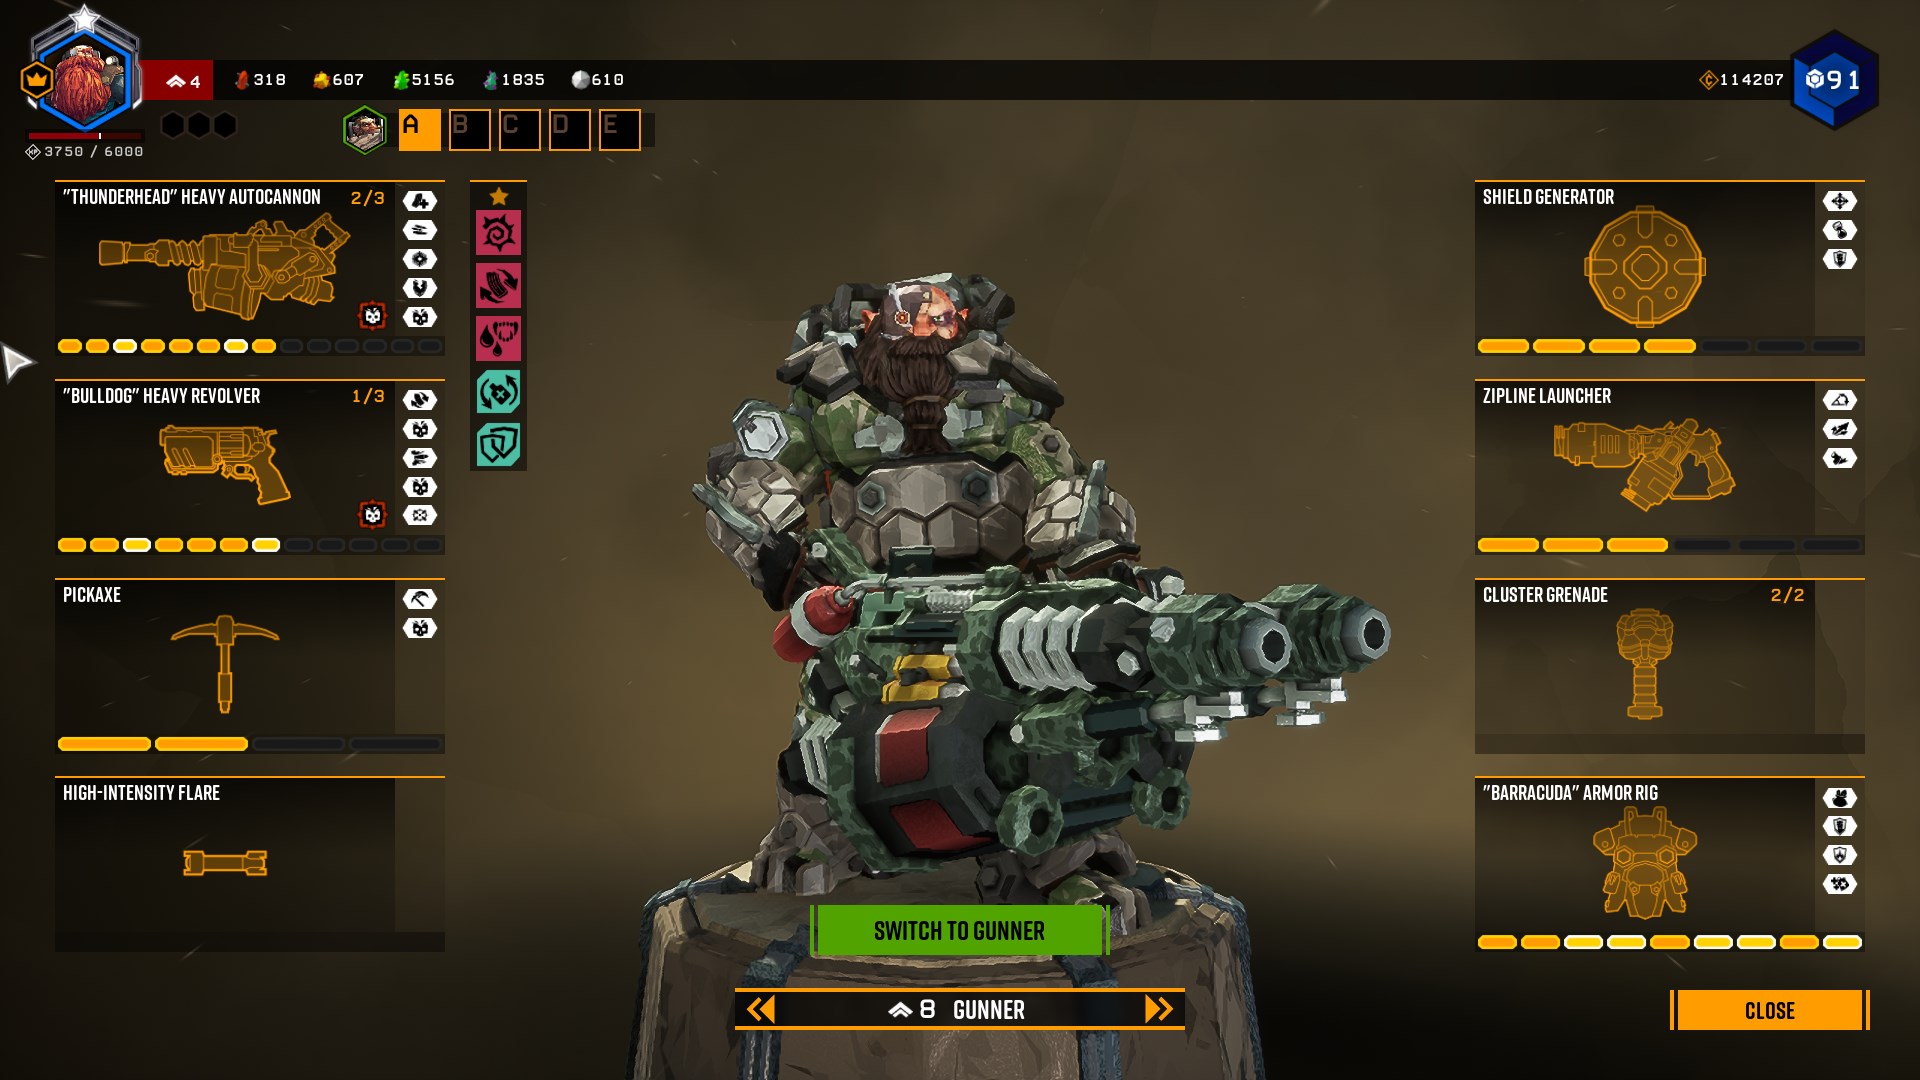 4 318 607 5156 1835 610 114207 91
3750 / 6000
A B C D E
"THUNDERHEAD" HEAVY AUTOCANNON 2/3
"BULLDOG" HEAVY REVOLVER 1/3
PICKAXE
HIGH-INTENSITY FLARE
SHIELD GENERATOR
ZIPLINE LAUNCHER
CLUSTER GRENADE 2/2
"BARRACUDA" ARMOR RIG
SWITCH TO GUNNER
8 GUNNER
CLOSE